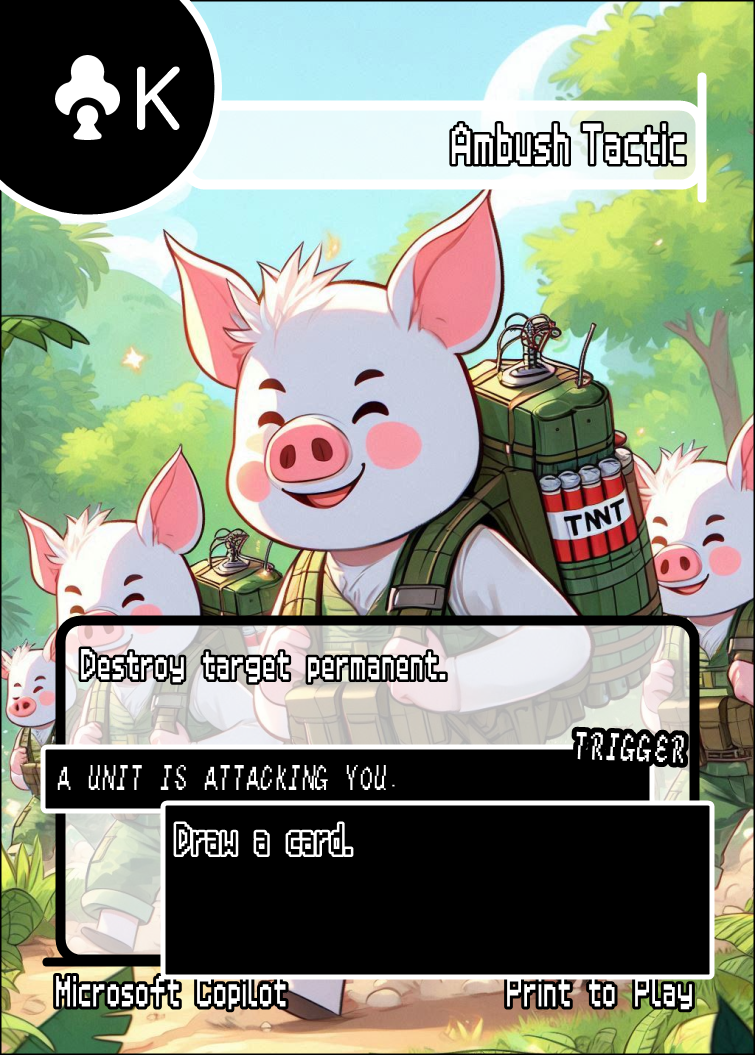 ♣K
Ambush Tactic
TNT
Destroy target permanent.
TRIGGER
A UNIT IS ATTACKING YOU.
Draw a card.
Microsoft Copilot
Print to Play